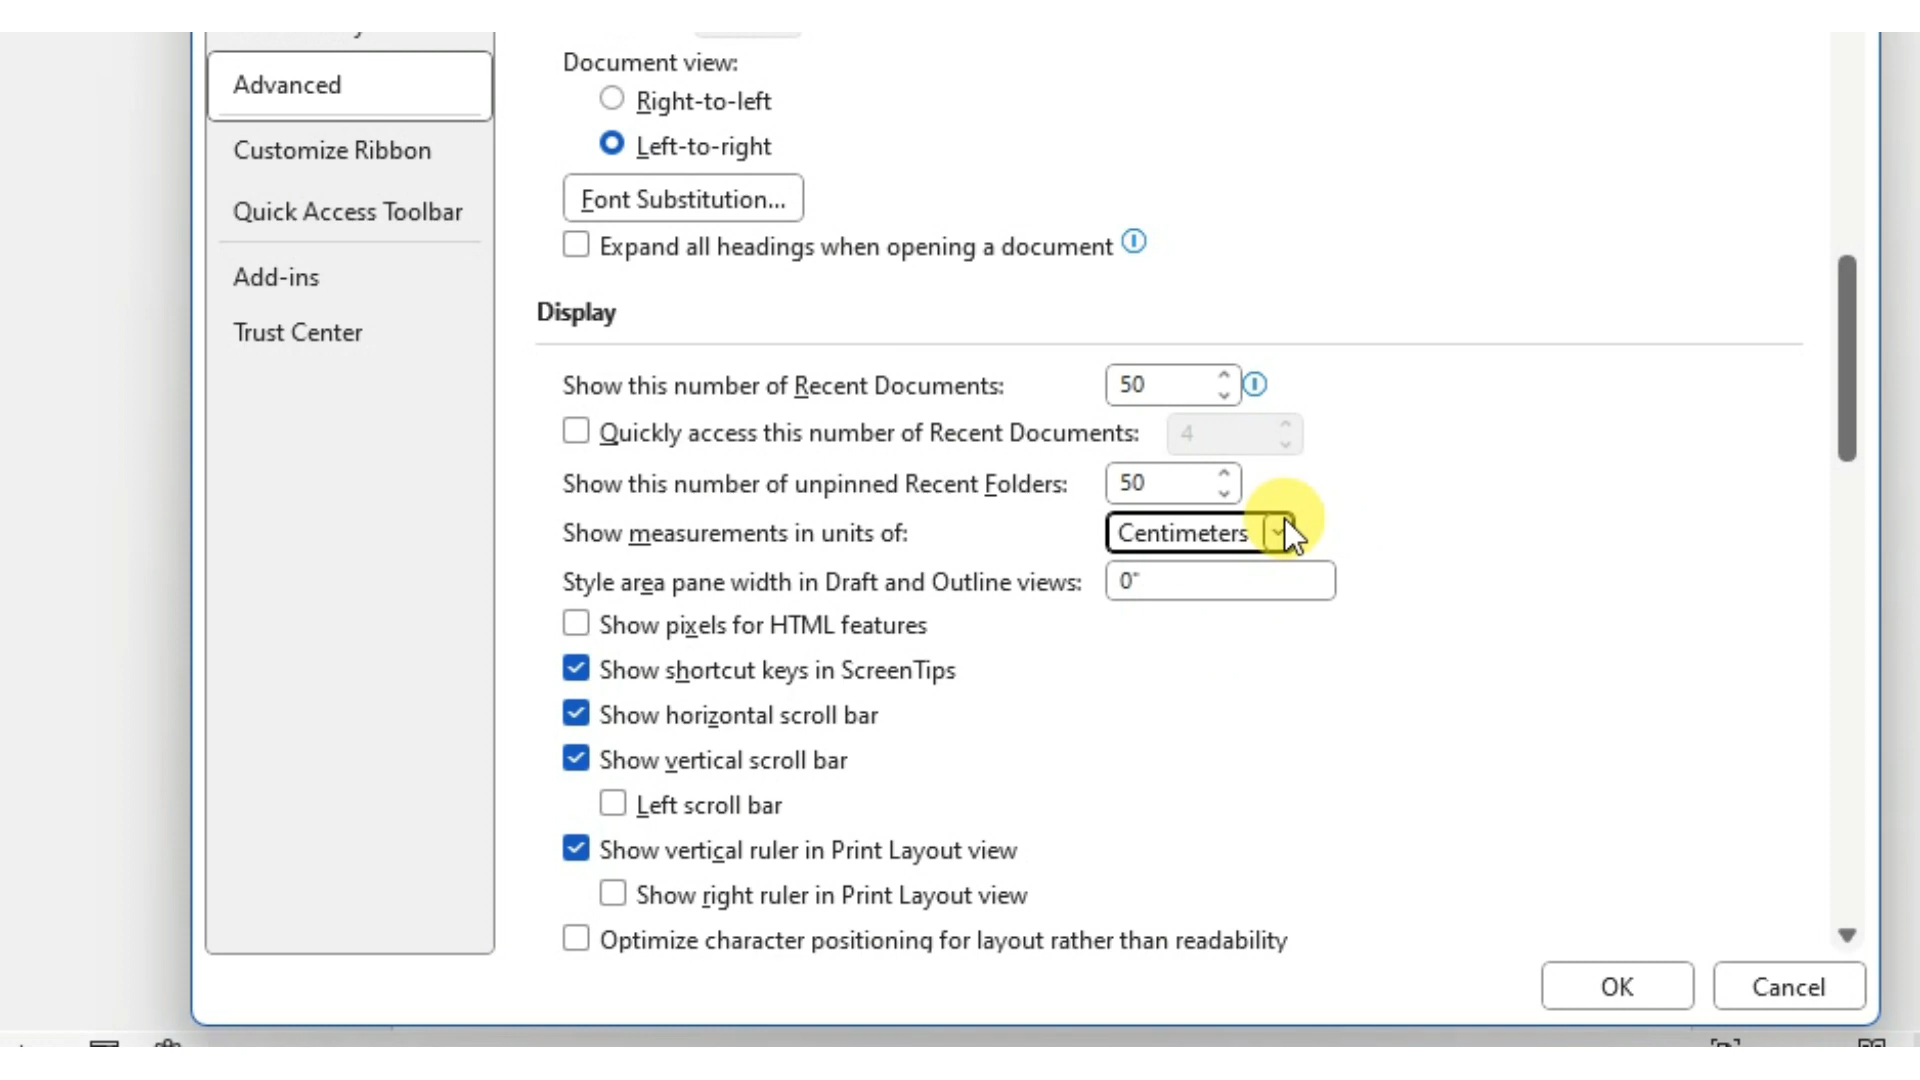 Advanced
Customize Ribbon
Quick Access Toolbar
Add-ins
Trust Center
Document view:
Right-to-left
Left-to-right
Font Substitution...
Expand all headings when opening a document
Display
Show this number of Recent Documents: 50
Quickly access this number of Recent Documents: 4
Show this number of unpinned Recent Folders: 50
Show measurements in units of: Centimeters
Style area pane width in Draft and Outline views: 0"
Show pixels for HTML features
Show shortcut keys in ScreenTips
Show horizontal scroll bar
Show vertical scroll bar
Left scroll bar
Show vertical ruler in Print Layout view
Show right ruler in Print Layout view
Optimize character positioning for layout rather than readability
OK Cancel